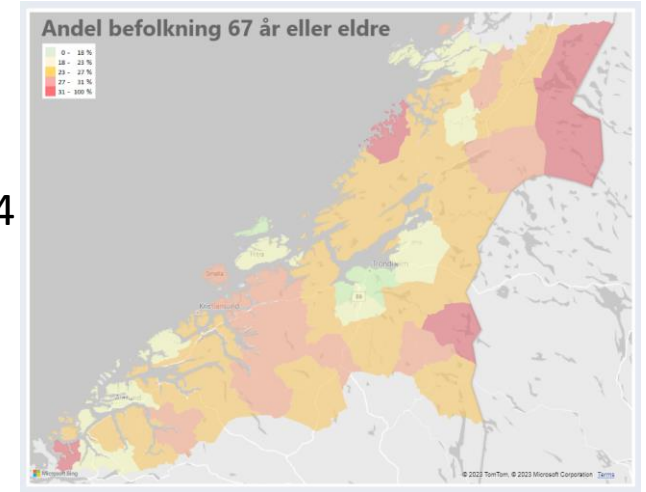 Andel befolkning 67 år eller eldre
0 - 18 %
18 - 23 %
23 - 27 %
27 - 31 %
31 - 100 %
4
Frøya
Smøla
Trondheim
E6
Kristiansund
Microsoft Bing
© 2023 TomTom, © 2023 Microsoft Corporation Terms